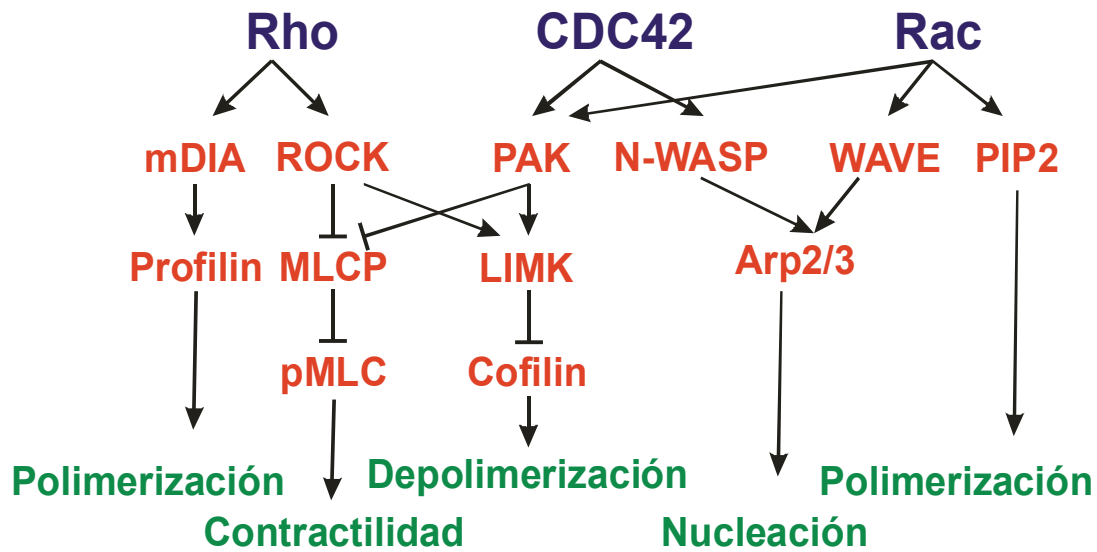 Rho CDC42 Rac
mDIA ROCK PAK N-WASP WAVE PIP2
Profilin MLCP LIMK Arp2/3
pMLC Cofilin
Polimerización Depolimerización Polimerización
Contractilidad Nucleación